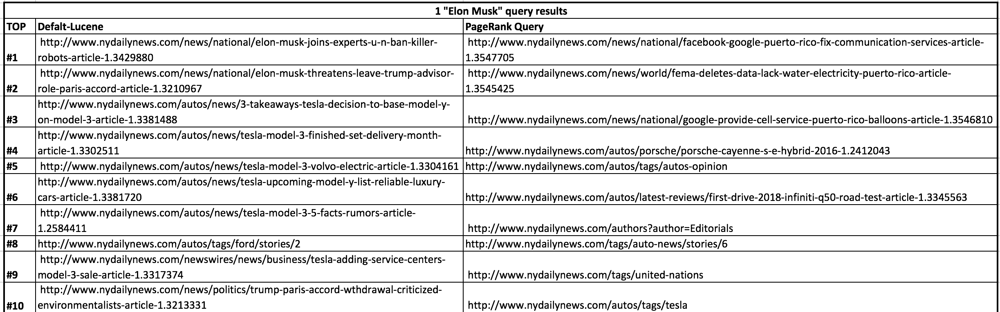 1 "Elon Musk" query results
TOP Defalt-Lucene PageRank Query
http://www.nydailynews.com/news/national/elon-musk-joins-experts-u-n-ban-killer- http://www.nydailynews.com/news/national/facebook-google-puerto-rico-fix-communication-services-article-
#1 robots-article-1.3429880 1.3547705
http://www.nydailynews.com/news/national/elon-musk-threatens-leave-trump-advisor- http://www.nydailynews.com/news/world/fema-deletes-data-lack-water-electricity-puerto-rico-article-
#2 role-paris-accord-article-1.3210967 1.3545425
http://www.nydailynews.com/autos/news/3-takeaways-tesla-decision-to-base-model-y-
#3 on-model-3-article-1.3381488 http://www.nydailynews.com/news/national/google-provide-cell-service-puerto-rico-balloons-article-1.3546810
http://www.nydailynews.com/autos/news/tesla-model-3-finished-set-delivery-month-
#4 article-1.3302511 http://www.nydailynews.com/autos/porsche/porsche-cayenne-s-e-hybrid-2016-1.2412043
#5 http://www.nydailynews.com/autos/news/tesla-model-3-volvo-electric-article-1.3304161 http://www.nydailynews.com/autos/tags/autos-opinion
http://www.nydailynews.com/autos/news/tesla-upcoming-model-y-list-reliable-luxury-
#6 cars-article-1.3381720 http://www.nydailynews.com/autos/latest-reviews/first-drive-2018-infiniti-q50-road-test-article-1.3345563
http://www.nydailynews.com/autos/news/tesla-model-3-5-facts-rumors-article-
#7 1.2584411 http://www.nydailynews.com/authors?author=Editorials
#8 http://www.nydailynews.com/autos/tags/ford/stories/2 http://www.nydailynews.com/tags/auto-news/stories/6
http://www.nydailynews.com/newswires/news/business/tesla-adding-service-centers-
#9 model-3-sale-article-1.3317374 http://www.nydailynews.com/tags/united-nations
http://www.nydailynews.com/news/politics/trump-paris-accord-wthdrawal-criticized-
#10 environmentalists-article-1.3213331 http://www.nydailynews.com/autos/tags/tesla